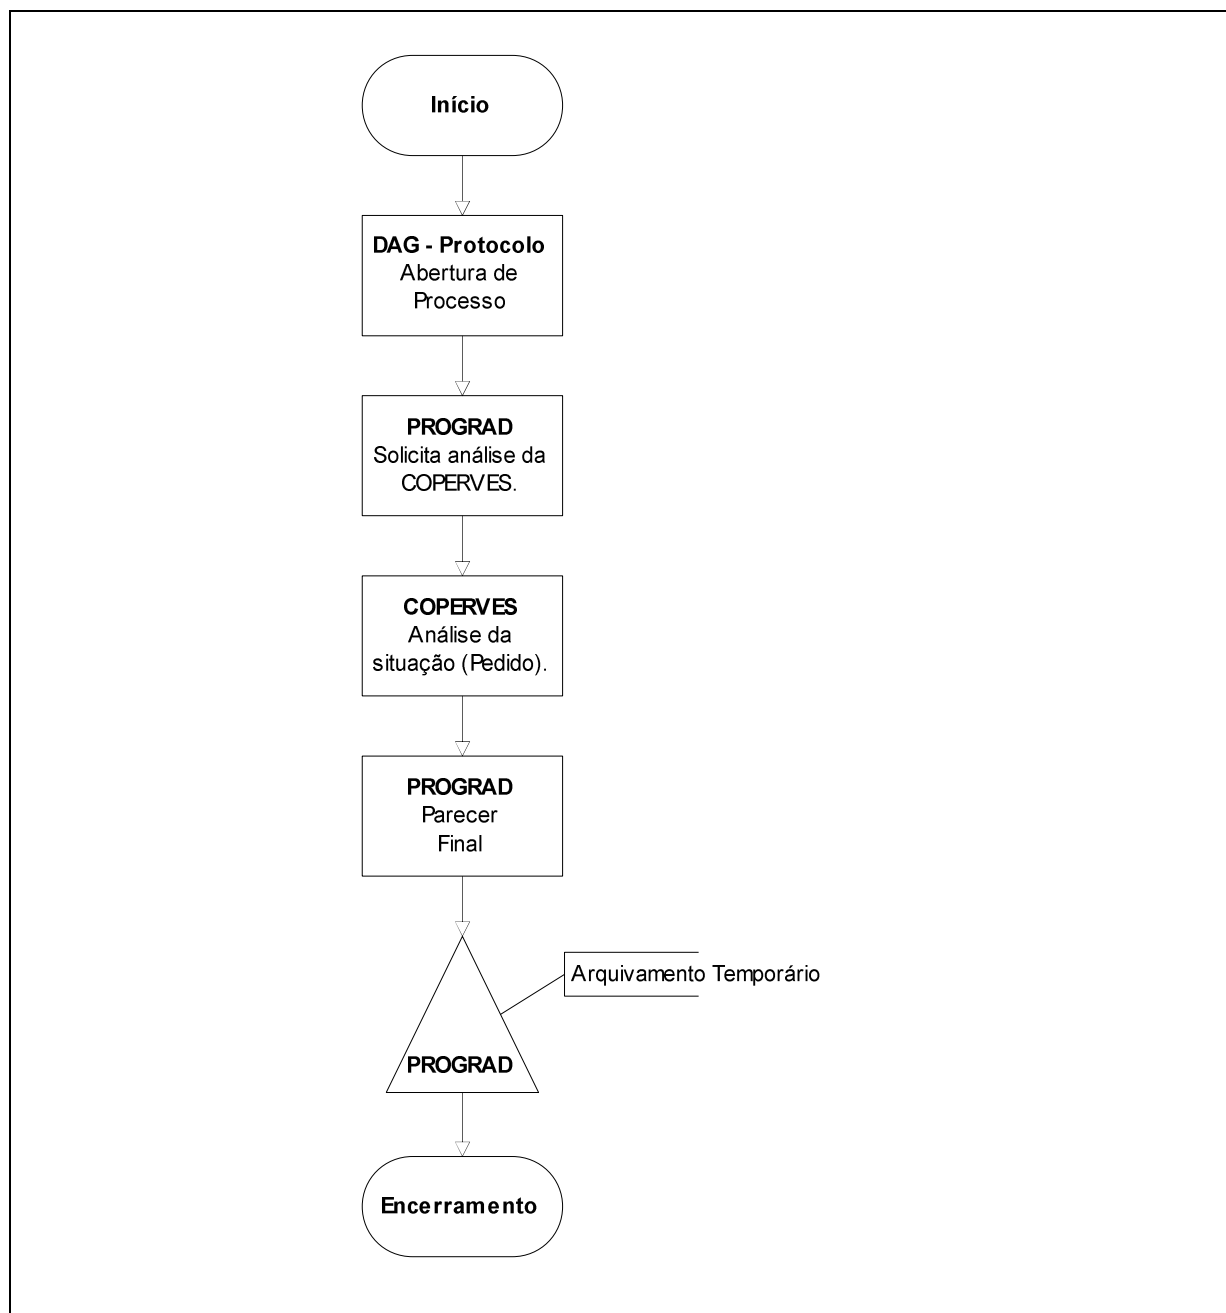 Início
DAG - Protocolo
Abertura de
Processo
PROGRAD
Solicita análise da
COPERVES.
COPERVES
Análise da
situação (Pedido).
PROGRAD
Parecer
Final
Arquivamento Temporário
PROGRAD
Encerramento